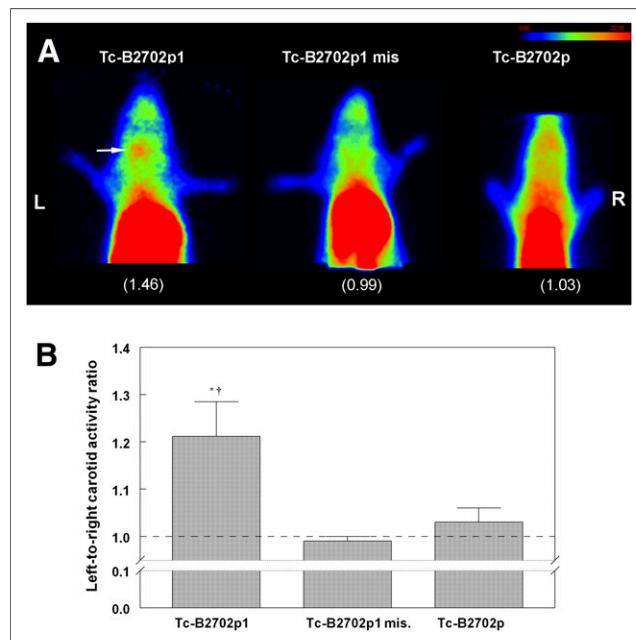 A
Tc-B2702p1
Tc-B2702p1 mis
Tc-B2702p
L
R
(1.46)
(0.99)
(1.03)
B
Left-to-right carotid activity ratio
1.4
1.3
1.2
1.1
1.0
0.1
0.0
*†
Tc-B2702p1
Tc-B2702p1 mis.
Tc-B2702p